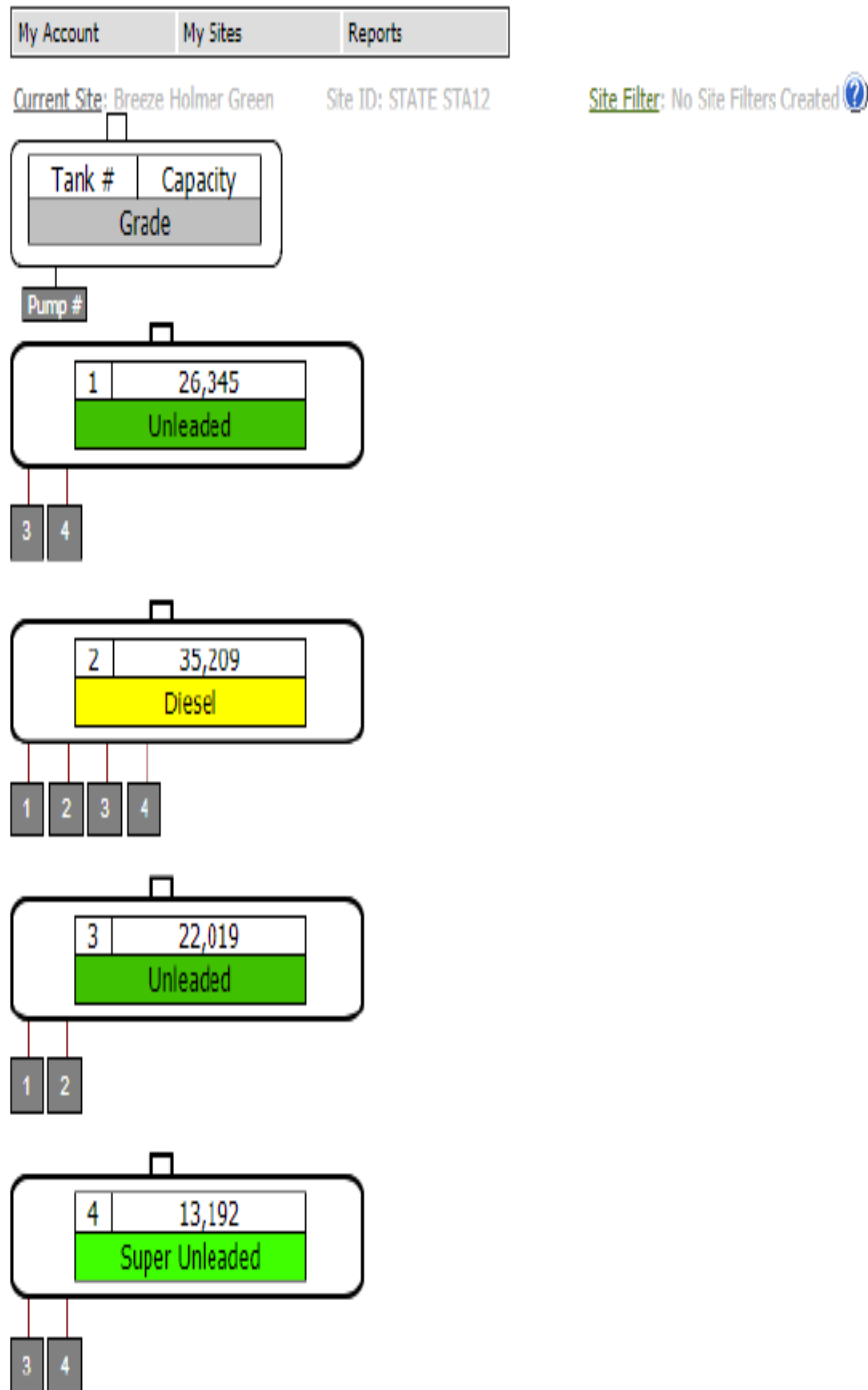 My Account My Sites Reports
Current Site: Breeze Holmer Green Site ID: STATE STA12 Site Filter: No Site Filters Created ?
Tank # Capacity
Grade
Pump #
1 26,345
Unleaded
3 4
2 35,209
Diesel
1 2 3 4
3 22,019
Unleaded
1 2
4 13,192
Super Unleaded
3 4